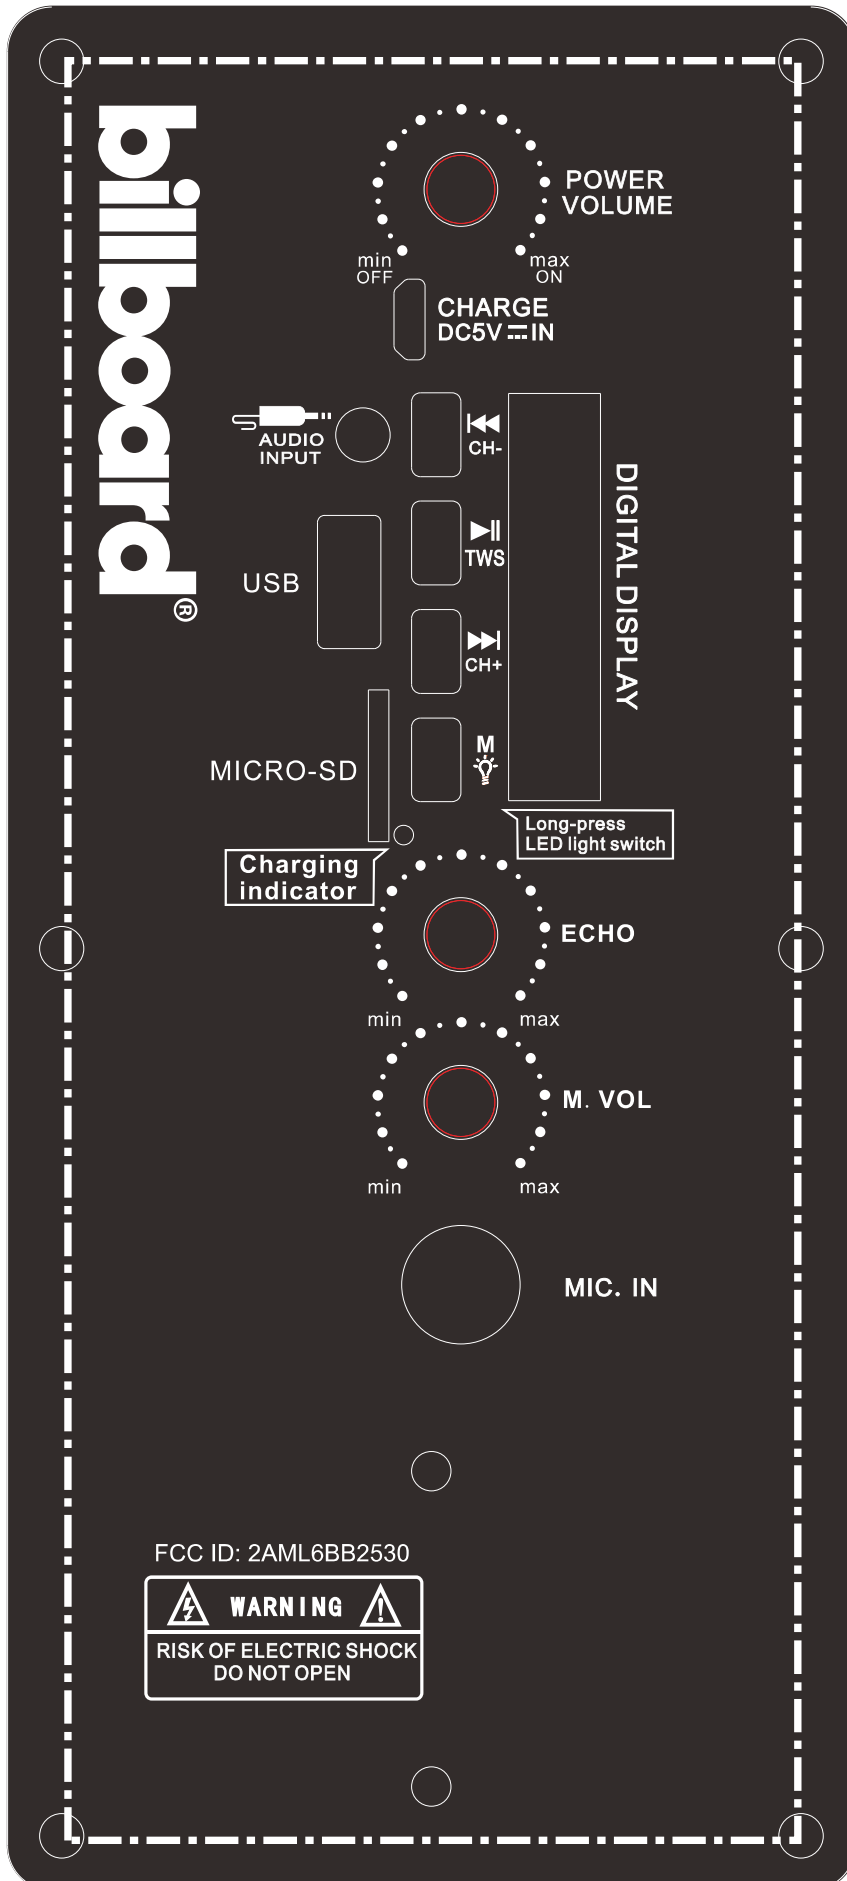 billboard®
POWER
VOLUME
min
OFF
max
ON
CHARGE
DC5V IN
AUDIO
INPUT
CH-
TWS
USB
CH+
DIGITAL DISPLAY
MICRO-SD
M
Long-press
LED light switch
Charging
indicator
ECHO
min
max
M. VOL
min
max
MIC. IN
FCC ID: 2AML6BB2530
WARNING
RISK OF ELECTRIC SHOCK
DO NOT OPEN